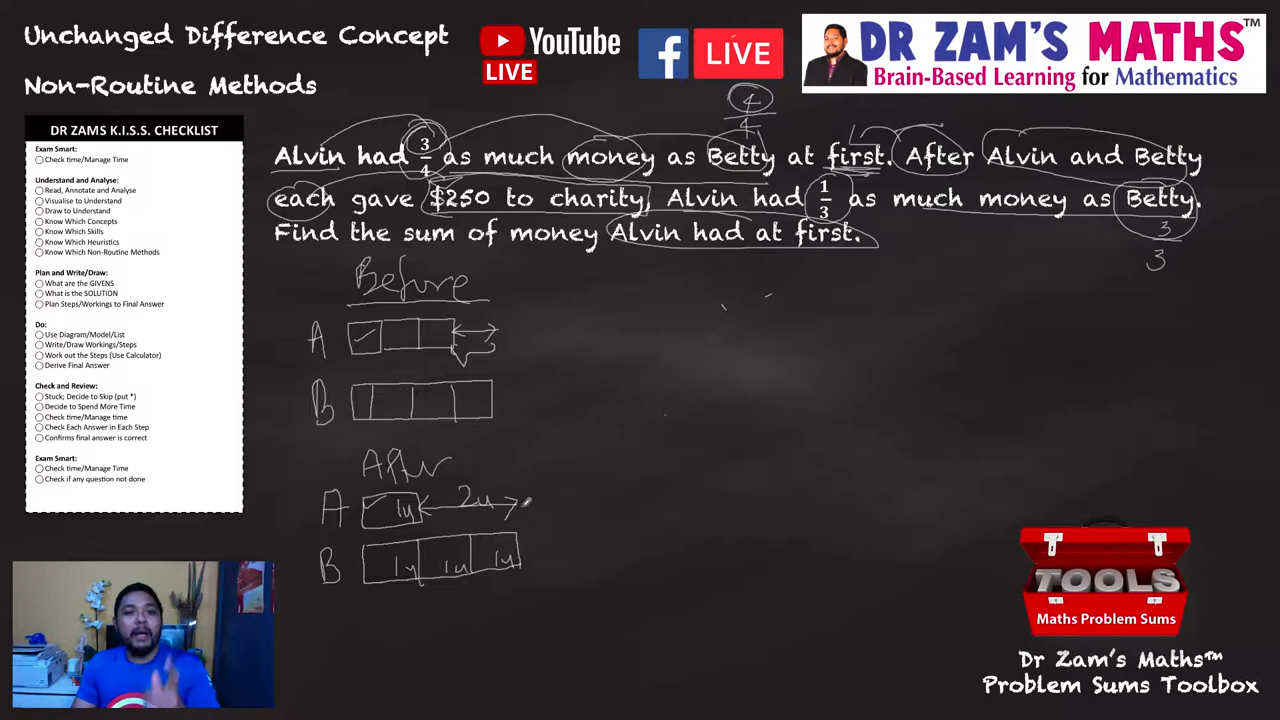 Unchanged Difference Concept
Non-Routine Methods
YouTube
LIVE
f LIVE
DR ZAM'S MATHS™
Brain-Based Learning for Mathematics
DR ZAMS K.I.S.S. CHECKLIST
Exam Smart:
Check time/Manage Time
Understand and Analyse:
Read, Annotate and Analyse
Visualise to Understand
Draw to Understand
Know Which Concepts
Know Which Skills
Know Which Heuristics
Know Which Non-Routine Methods
Plan and Write/Draw:
What are the GIVENS
What is the SOLUTION
Plan Steps/Workings to Final Answer
Do:
Use Diagram/Model/List
Write/Draw Workings/Steps
Work out the Steps (Use Calculator)
Derive Final Answer
Check and Review:
Stuck; Decide to Skip (put *)
Decide to Spend More Time
Check time/Manage time
Check Each Answer in Each Step
Confirms final answer is correct
Exam Smart:
Check time/Manage Time
Check if any question not done
4/4
Alvin had 3/4 as much money as Betty at first. After Alvin and Betty
each gave $250 to charity, Alvin had 1/3 as much money as Betty.
Find the sum of money Alvin had at first.
3/3
Before
A
B
After
A 1u 2u
B 1u 1u 1u
TOOLS
Maths Problem Sums
Dr Zam's Maths™
Problem Sums Toolbox